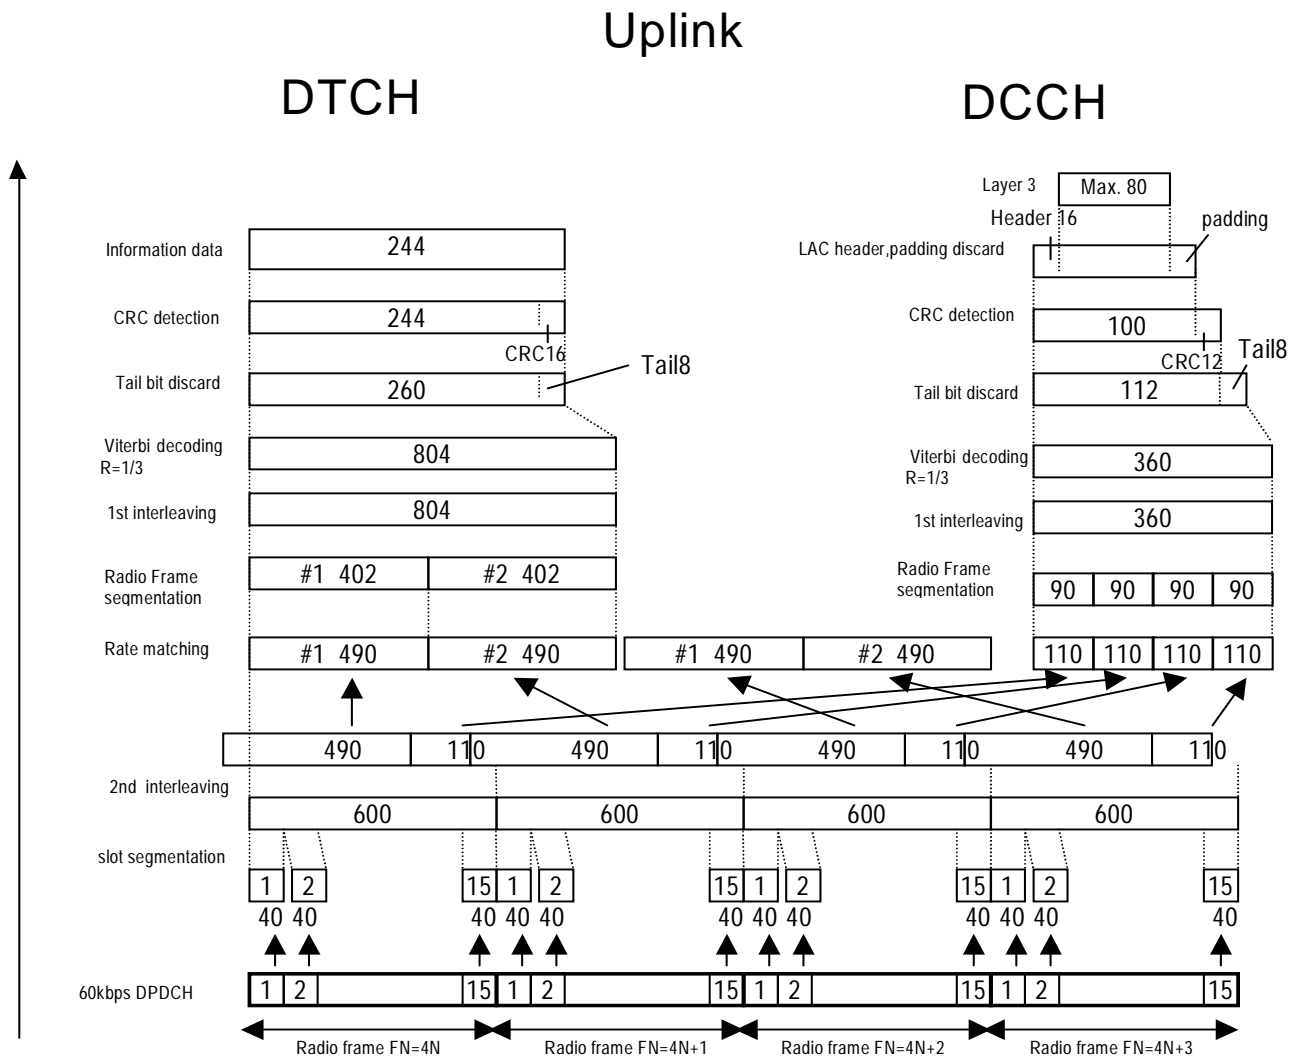 Uplink
DTCH
DCCH
Layer 3
Max. 80
Header 16
padding
Information data
244
LAC header,padding discard
CRC detection
244
CRC16
CRC detection
100
CRC12
Tail8
Tail8
Tail bit discard
260
Tail bit discard
112
Viterbi decoding
R=1/3
804
Viterbi decoding
R=1/3
360
1st interleaving
804
1st interleaving
360
Radio Frame
segmentation
#1 402
#2 402
Radio Frame
segmentation
90 90 90 90
Rate matching
#1 490
#2 490
#1 490
#2 490
110 110 110 110
490 110 490 110 490 110 490 110
2nd interleaving
600 600 600 600
slot segmentation
1 2 15 1 2 15 1 2 15 1 2 15
40 40 40 40 40 40 40 40 40 40 40 40
60kbps DPDCH
1 2 15 1 2 15 1 2 15 1 2 15
Radio frame FN=4N
Radio frame FN=4N+1
Radio frame FN=4N+2
Radio frame FN=4N+3